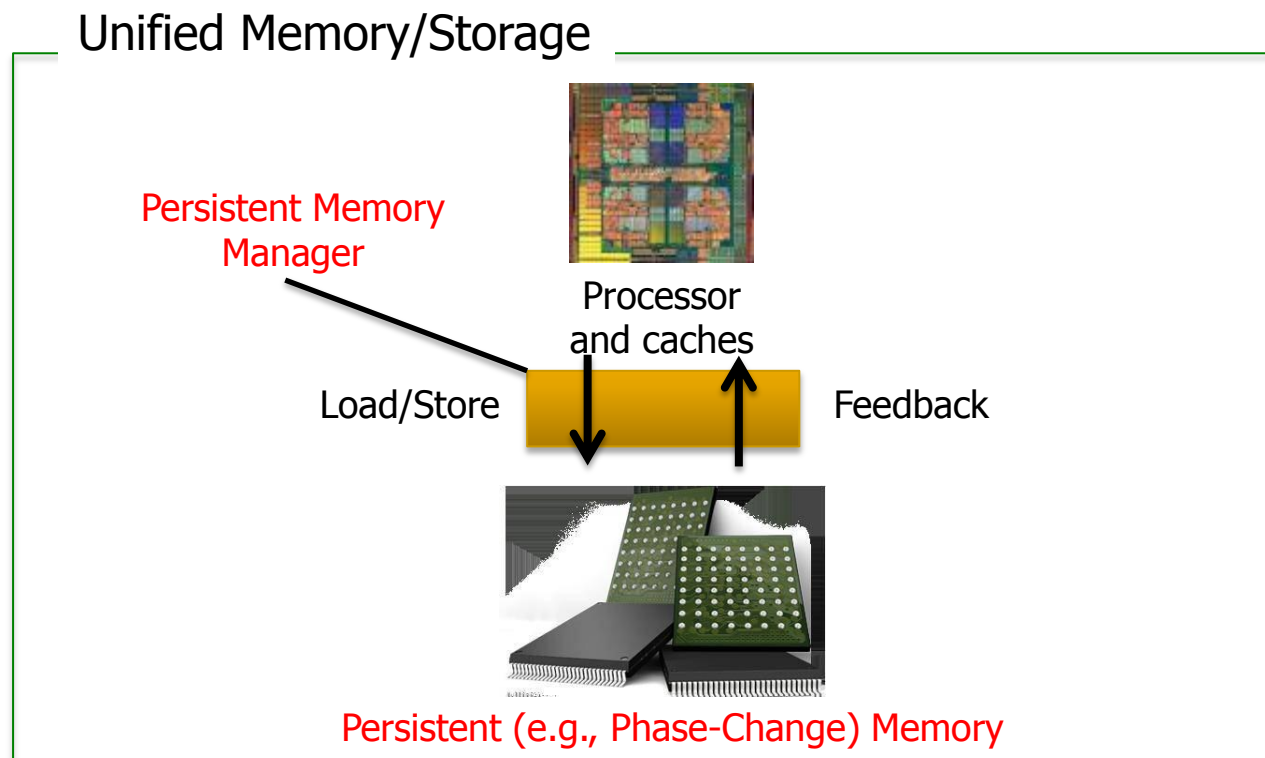 Unified Memory/Storage
Persistent Memory
Manager
Processor
and caches
Load/Store
Feedback
Persistent (e.g., Phase-Change) Memory